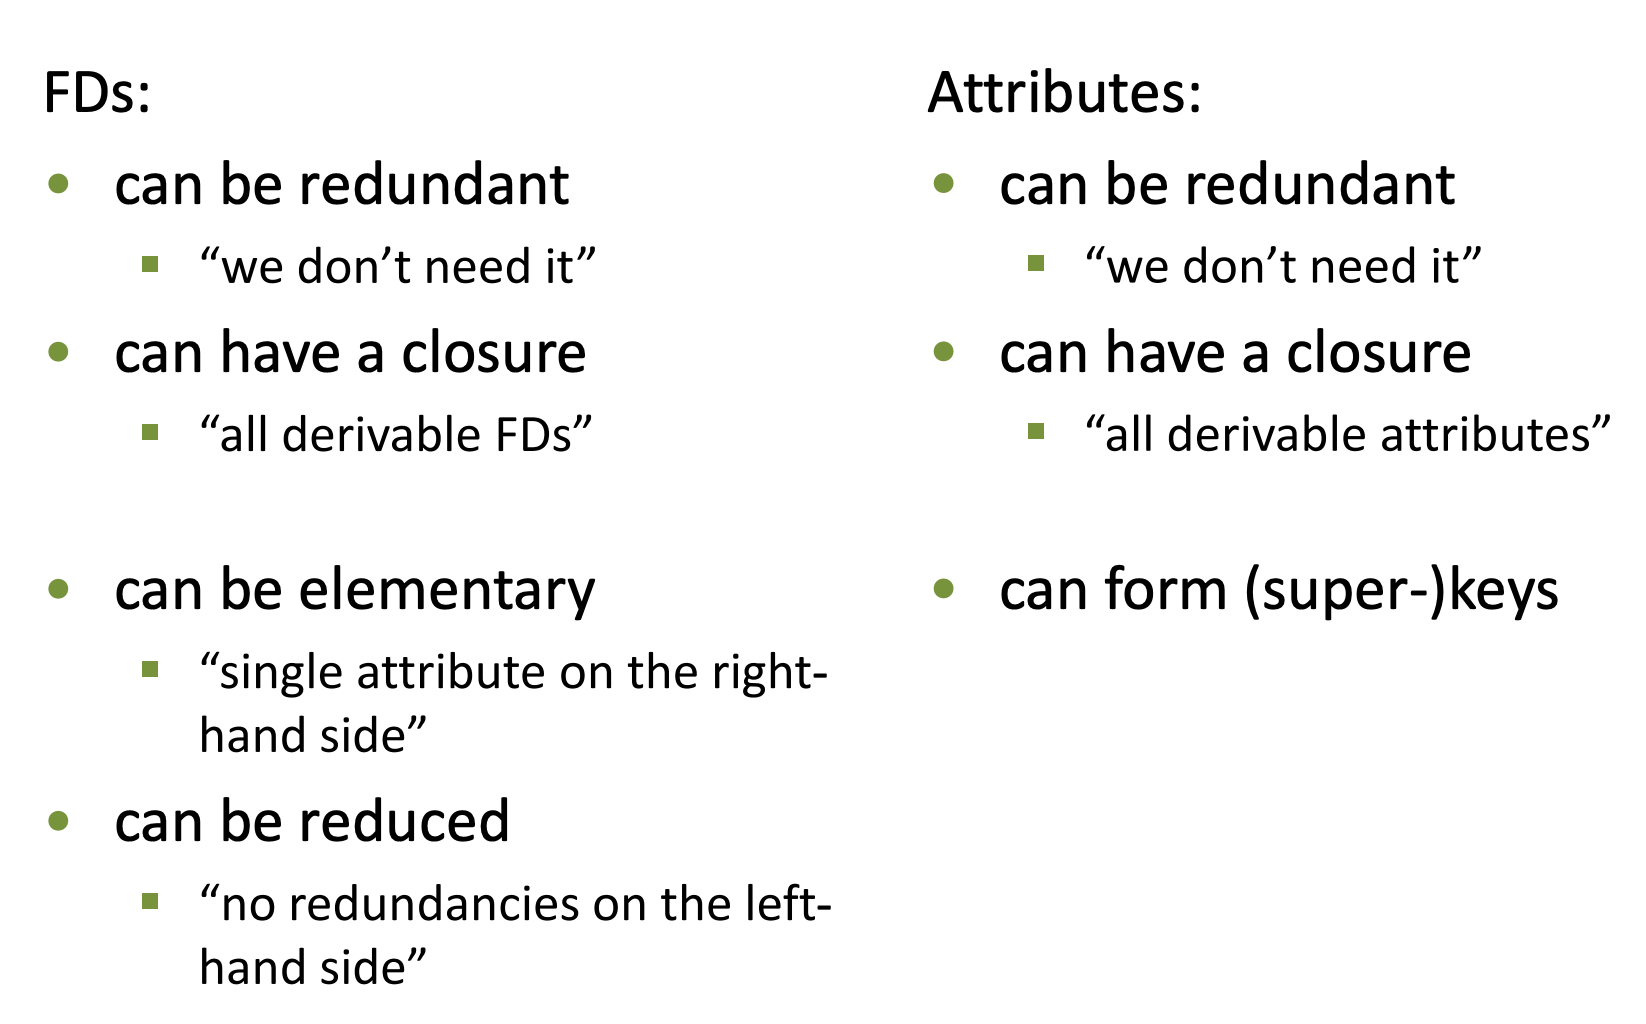 FDs:
• can be redundant
▪ “we don’t need it”
• can have a closure
▪ “all derivable FDs”
• can be elementary
▪ “single attribute on the right-
hand side”
• can be reduced
▪ “no redundancies on the left-
hand side”
Attributes:
• can be redundant
▪ “we don’t need it”
• can have a closure
▪ “all derivable attributes”
• can form (super-)keys